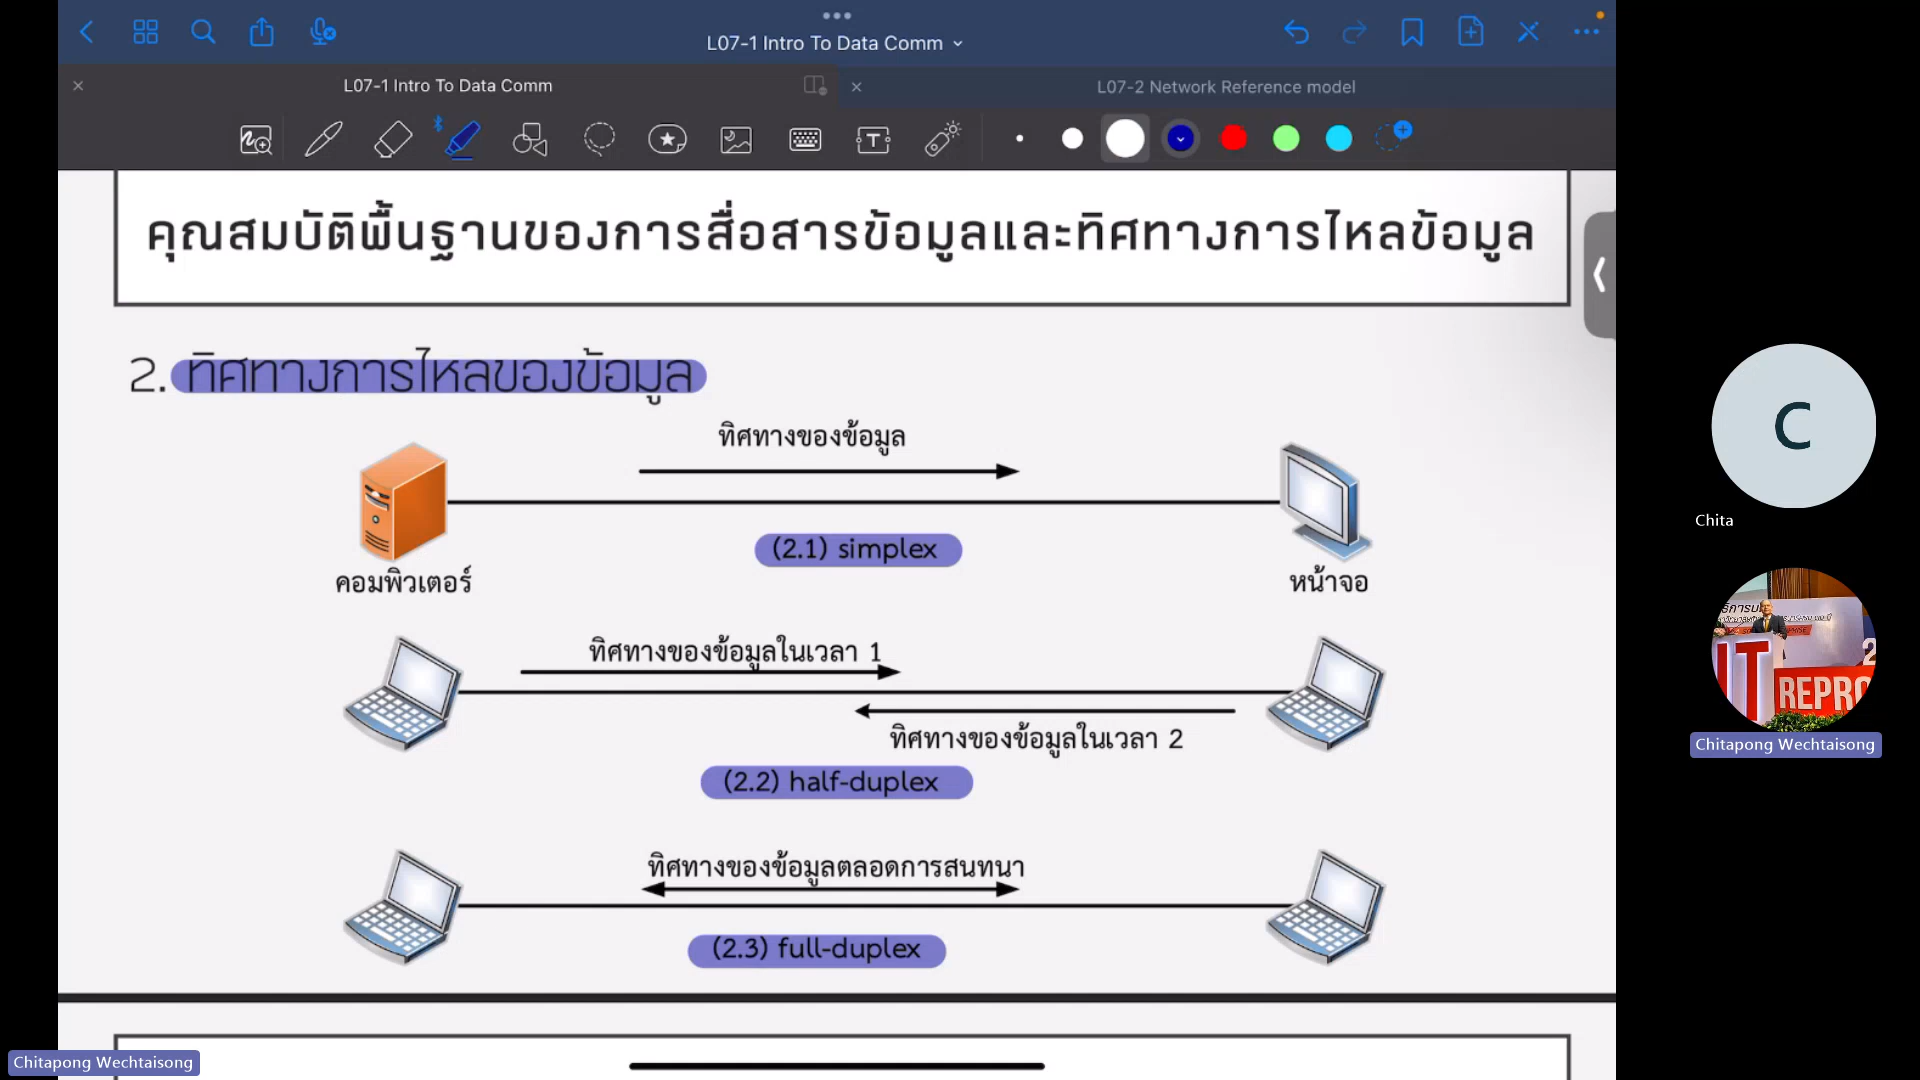 L07-1 Intro To Data Comm
L07-1 Intro To Data Comm
L07-2 Network Reference model
คุณสมบัติพื้นฐานของการสื่อสารข้อมูลและทิศทางการไหลข้อมูล
2. ทิศทางการไหลของข้อมูล
ทิศทางของข้อมูล
(2.1) simplex
คอมพิวเตอร์
หน้าจอ
ทิศทางของข้อมูลในเวลา 1
ทิศทางของข้อมูลในเวลา 2
(2.2) half-duplex
ทิศทางของข้อมูลตลอดการสนทนา
(2.3) full-duplex
C
Chita
IT
REPRO
Chitapong Wechtaisong
Chitapong Wechtaisong